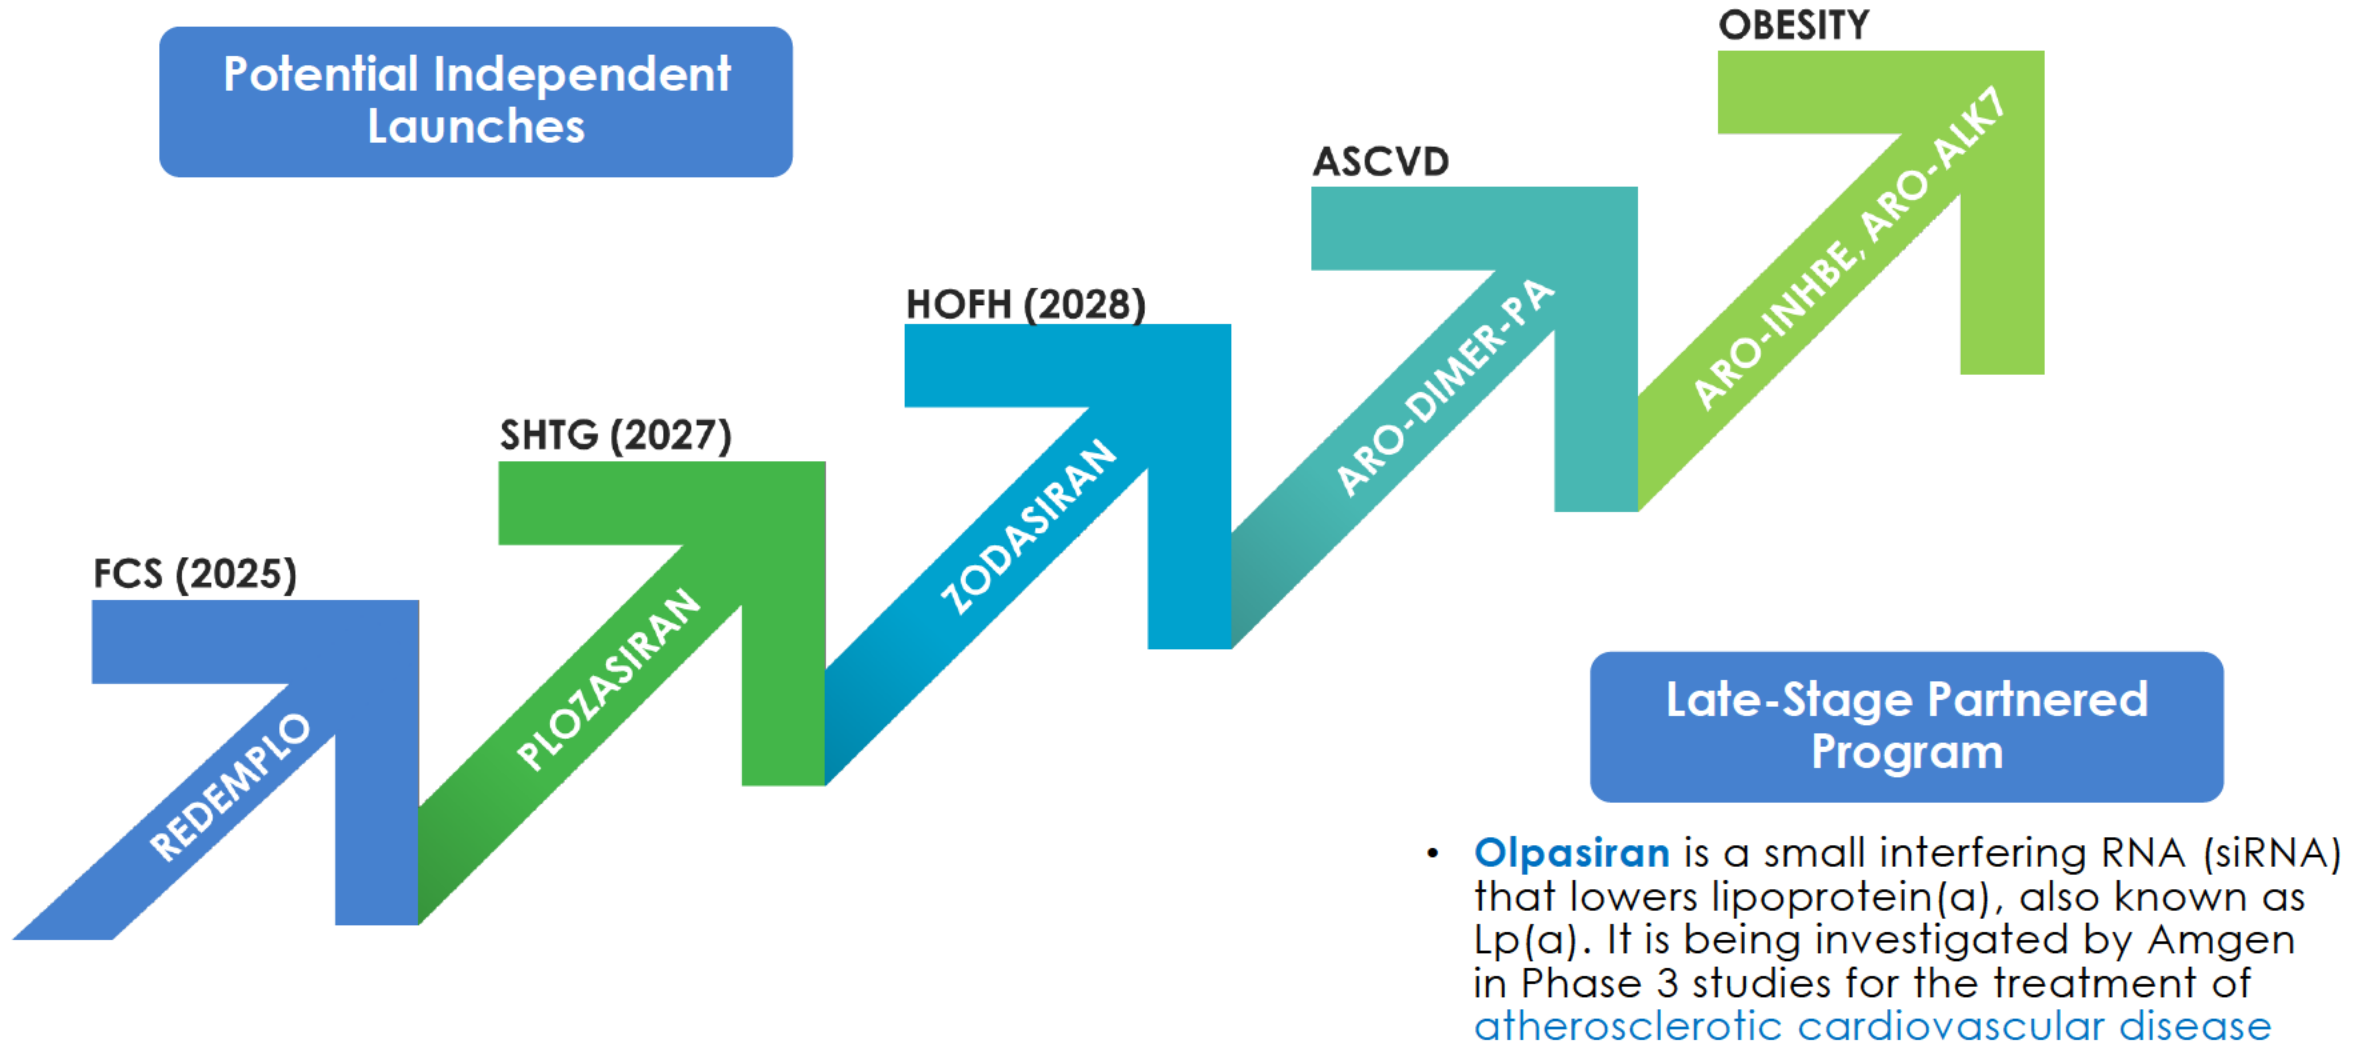 Potential Independent
Launches
FCS (2025)
REDEMPLO
SHTG (2027)
PLOZASIRAN
HOFH (2028)
ZODASIRAN
ASCVD
ARO-DIMER-PA
OBESITY
ARO-INHBE, ARO-ALK7
Late-Stage Partnered
Program
• Olpasiran is a small interfering RNA (siRNA)
that lowers lipoprotein(a), also known as
Lp(a). It is being investigated by Amgen
in Phase 3 studies for the treatment of
atherosclerotic cardiovascular disease